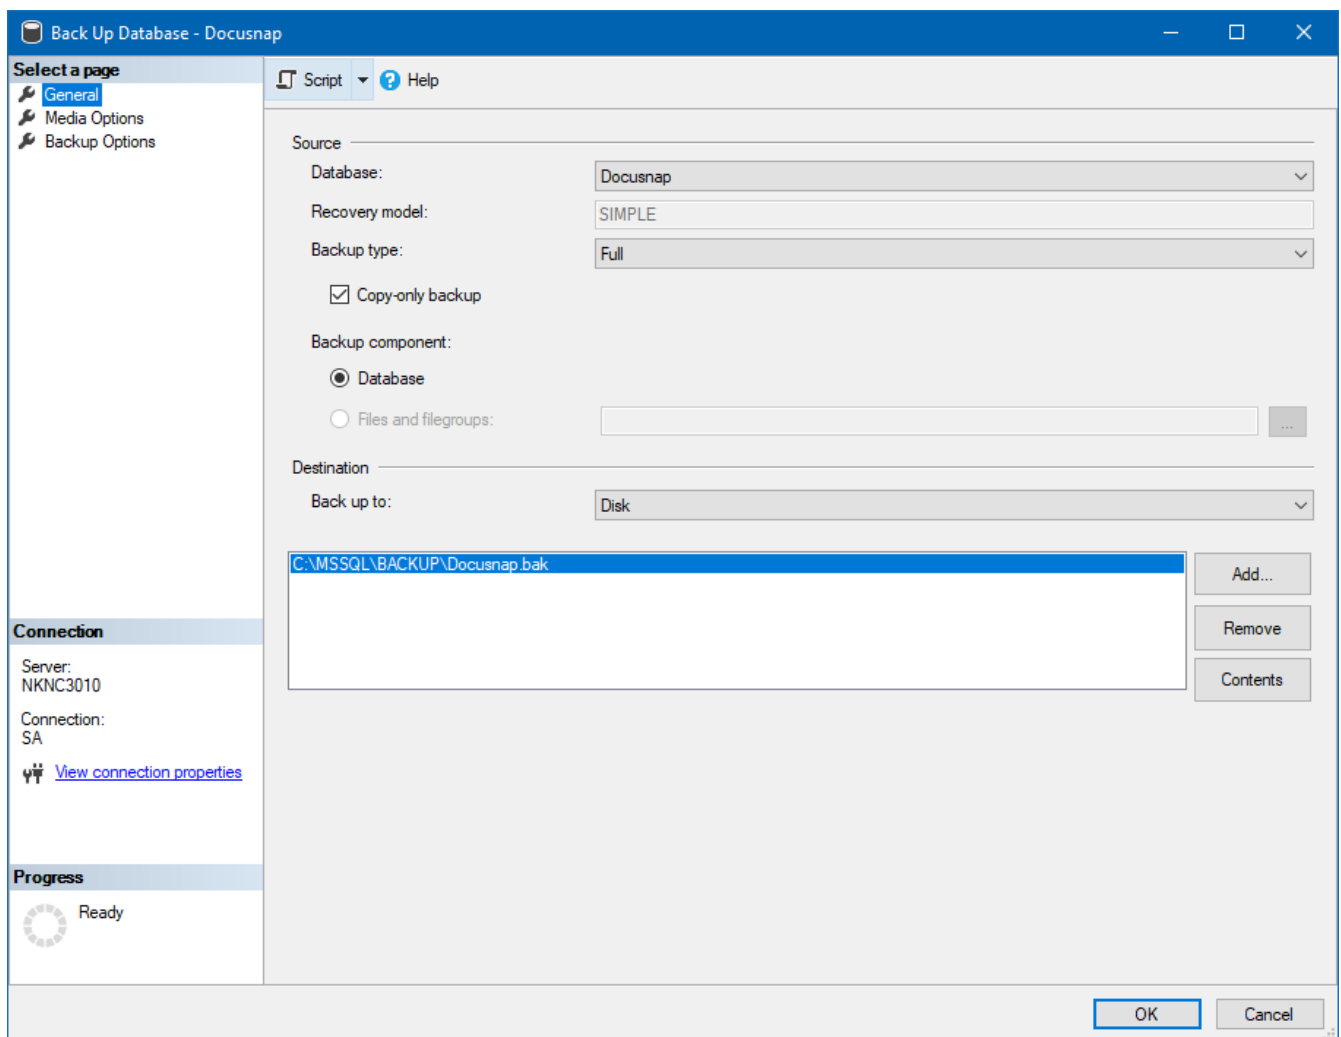 Back Up Database - Docusnap
Select a page
General
Media Options
Backup Options
Script
Help
Source
Database:
Docusnap
Recovery model:
SIMPLE
Backup type:
Full
Copy-only backup
Backup component:
Database
Files and filegroups:
...
Destination
Back up to:
Disk
C:\MSSQL\BACKUP\Docusnap.bak
Add...
Remove
Contents
Connection
Server:
NKNC3010
Connection:
SA
View connection properties
Progress
Ready
OK
Cancel